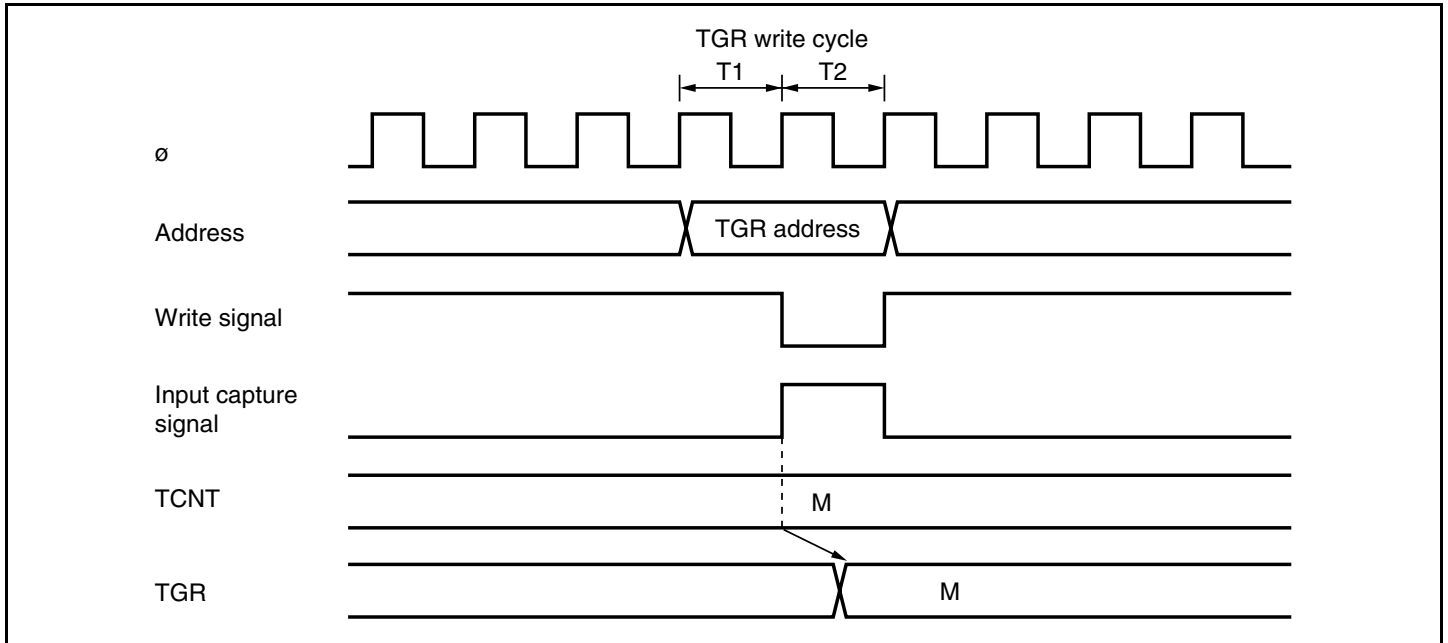 TGR write cycle
T1 T2
ø
Address TGR address
Write signal
Input capture
signal
TCNT M
TGR M